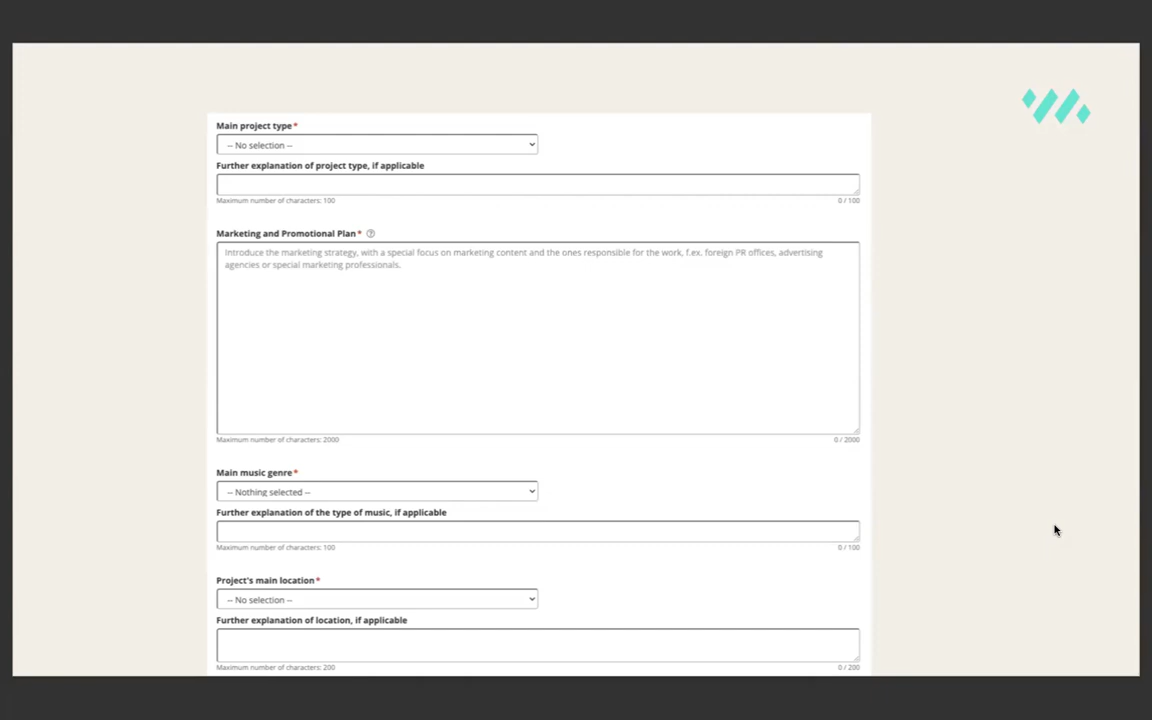 Main project type*
-- No selection --
Further explanation of project type, if applicable
Maximum number of characters: 100
0 / 100
Marketing and Promotional Plan* ?
Introduce the marketing strategy, with a special focus on marketing content and the ones responsible for the work, f.ex. foreign PR offices, advertising
agencies or special marketing professionals.
Maximum number of characters: 2000
0 / 2000
Main music genre*
-- Nothing selected --
Further explanation of the type of music, if applicable
Maximum number of characters: 100
0 / 100
Project's main location*
-- No selection --
Further explanation of location, if applicable
Maximum number of characters: 200
0 / 200